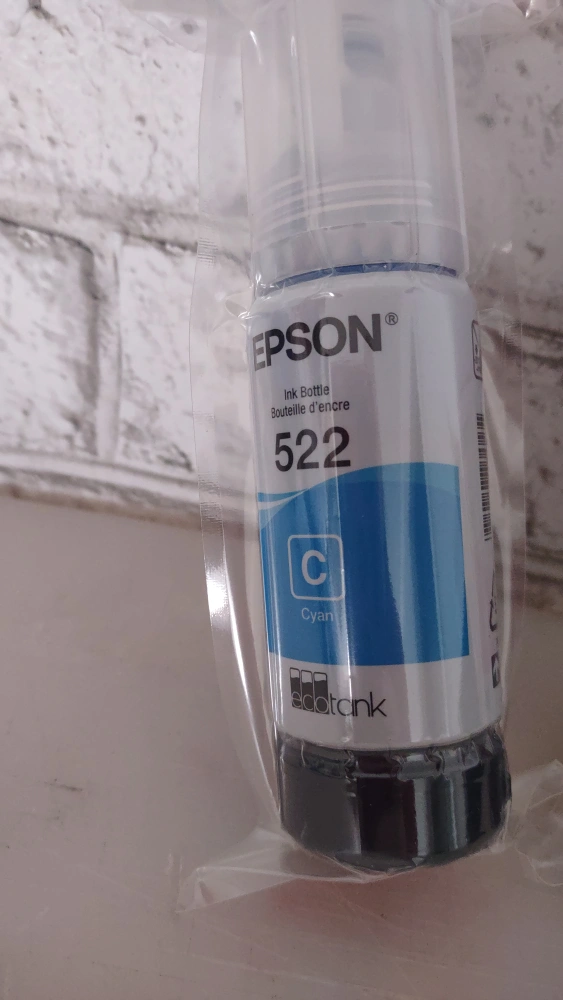 EPSON®
Ink Bottle
Bouteille d'encre
522
C
Cyan
ecotank